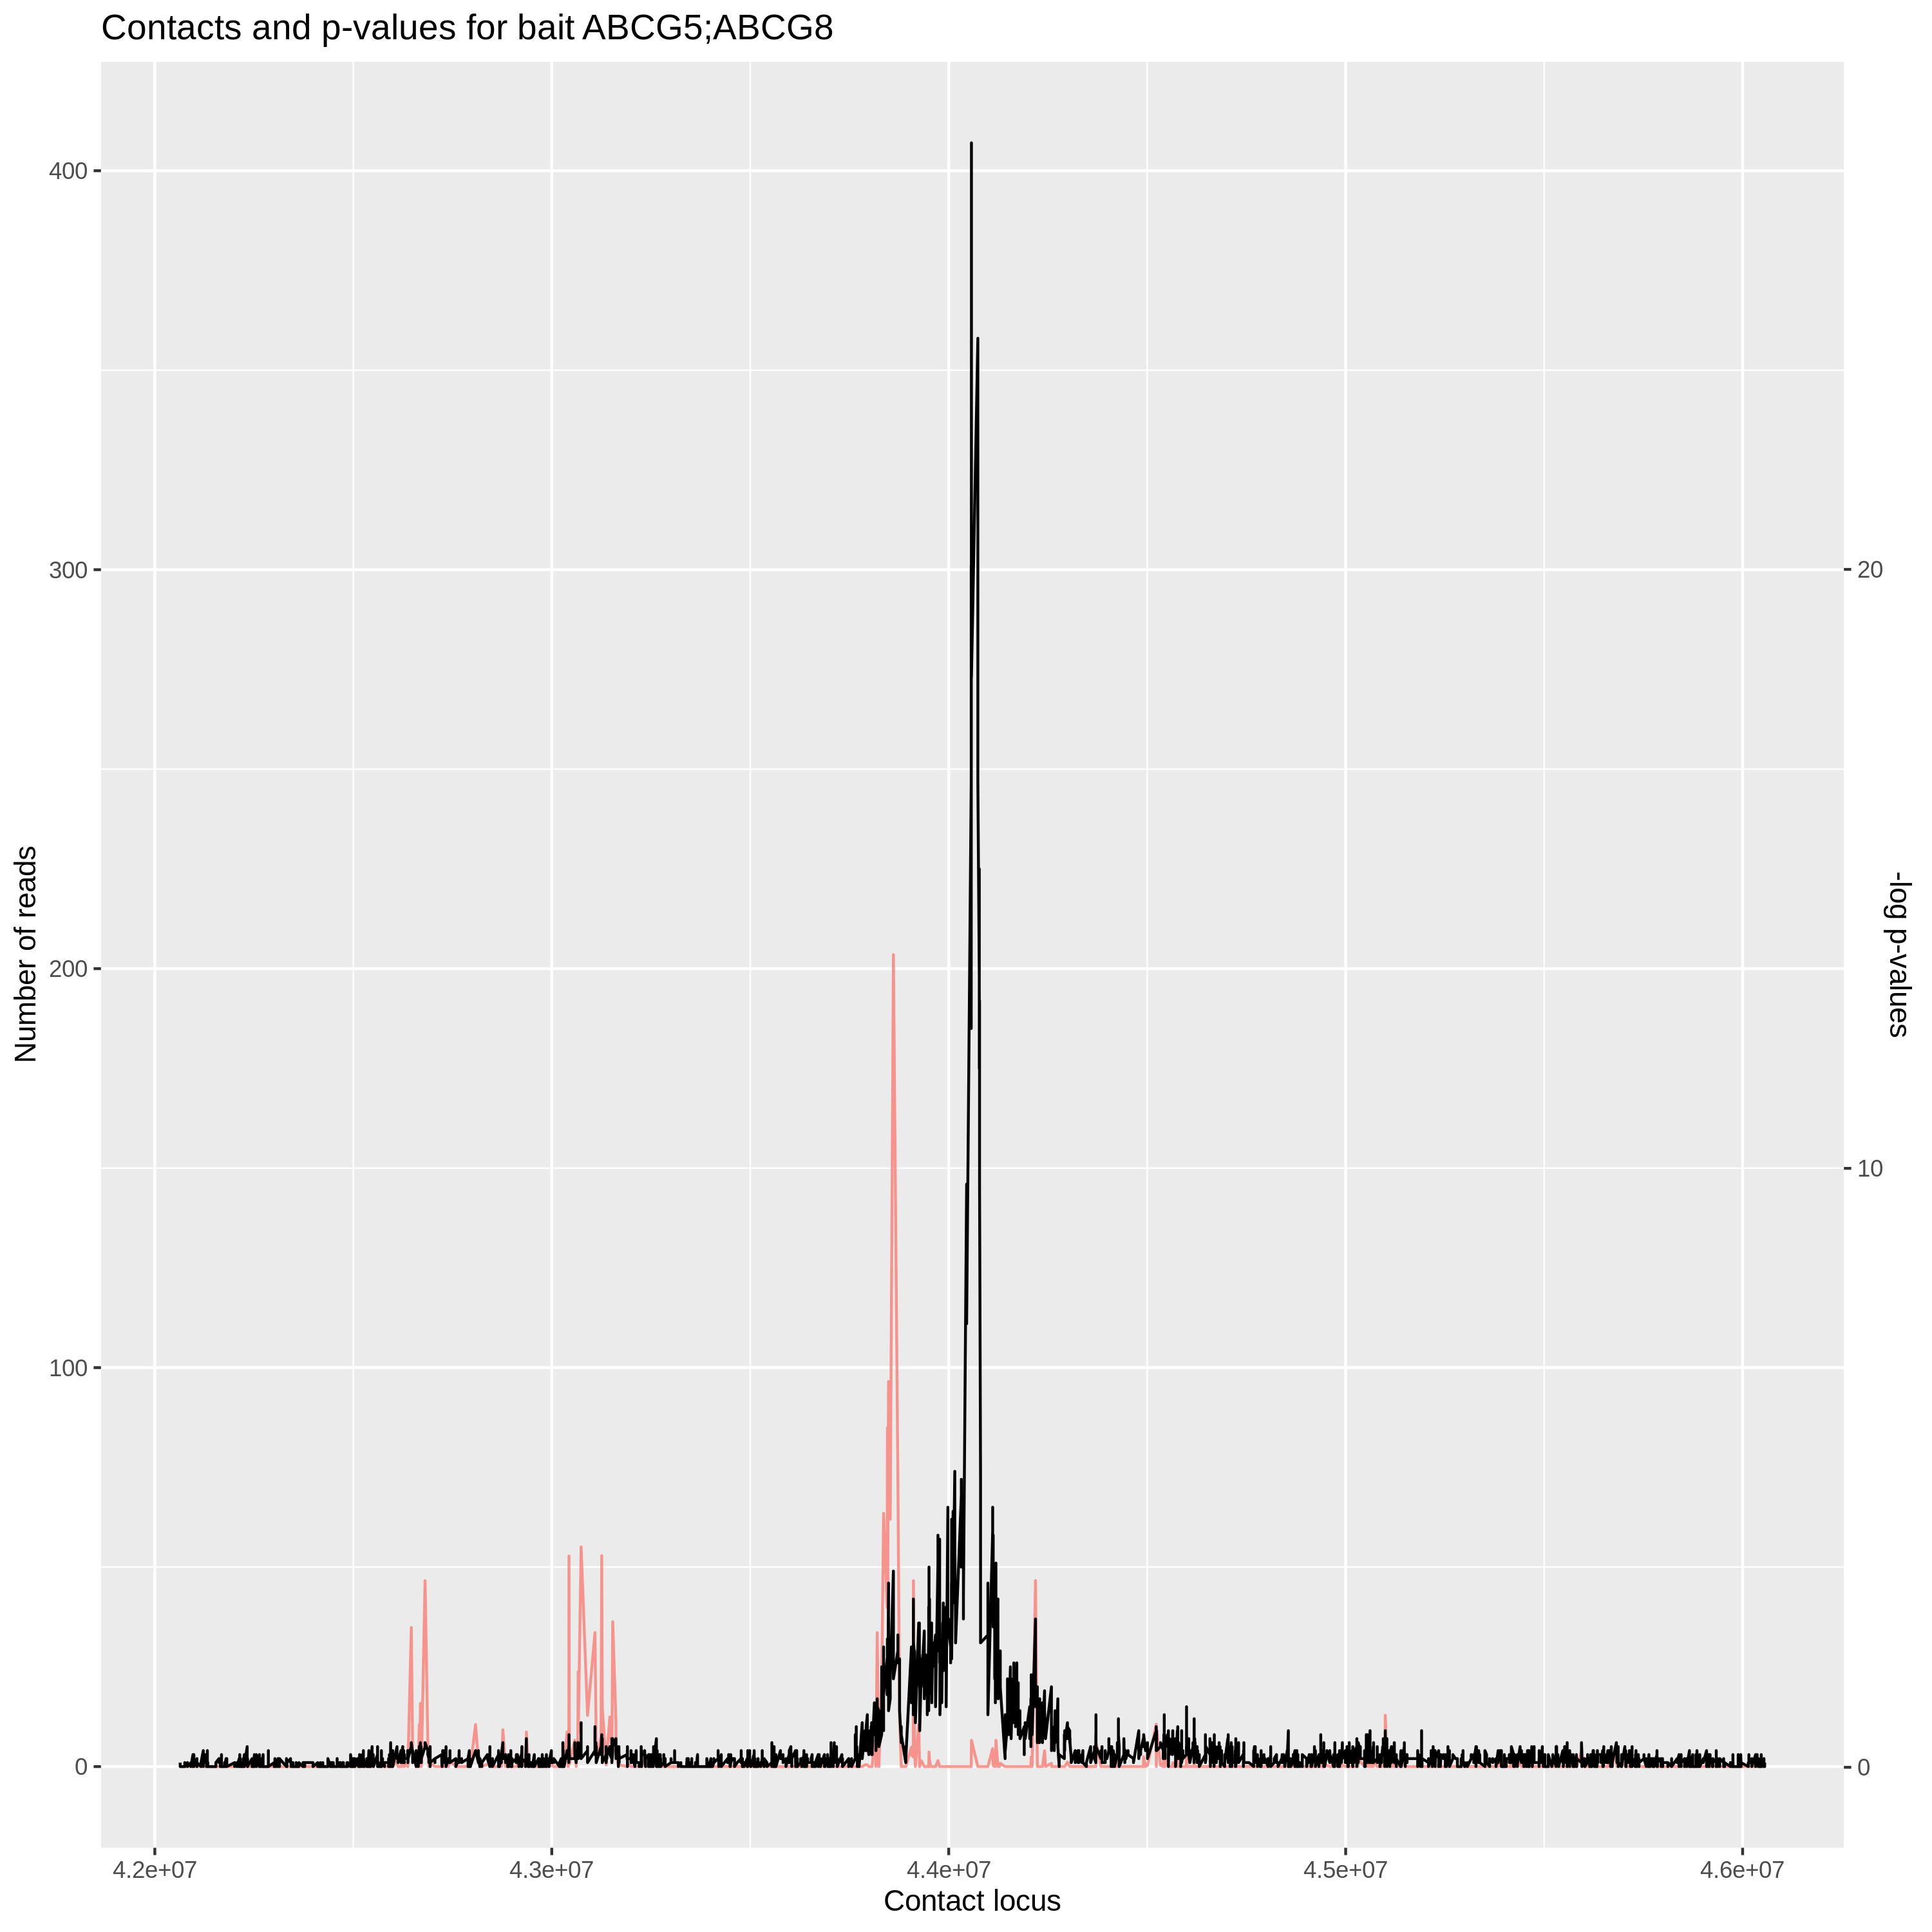 Contacts and p-values for bait ABCG5;ABCG8
400
300
200
100
0
Number of reads
20
10
0
-log p-values
4.2e+07
4.3e+07
4.4e+07
4.5e+07
4.6e+07
Contact locus